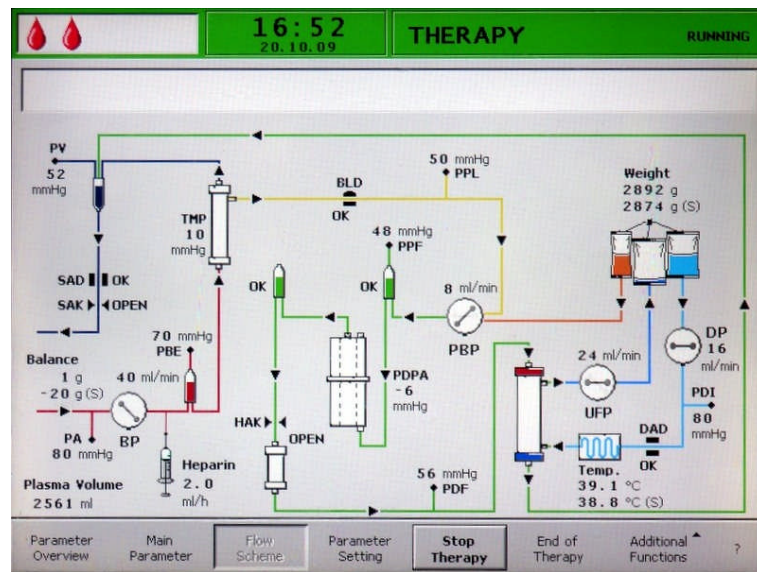 16:52
20.10.09
THERAPY
RUNNING
PV
52
mmHg
TMP
10
mmHg
BLD
OK
50 mmHg
PPL
48 mmHg
PPF
Weight
2892 g
2874 g (S)
SAD OK
SAK OPEN
OK
OK
8 ml/min
PBP
DP
16
ml/min
Balance
1 g
-20 g (S)
40 ml/min
70 mmHg
PBE
PDPA
-6
mmHg
24 ml/min
UFP
PDI
80
mmHg
PA
80 mmHg
BP
HAK
OPEN
DAD
OK
Heparin
2.0
ml/h
56 mmHg
PDF
Temp.
39.1 °C
38.8 °C (S)
Plasma Volume
2561 ml
Parameter
Overview
Main
Parameter
Flow
Scheme
Parameter
Setting
Stop
Therapy
End of
Therapy
Additional
Functions
?